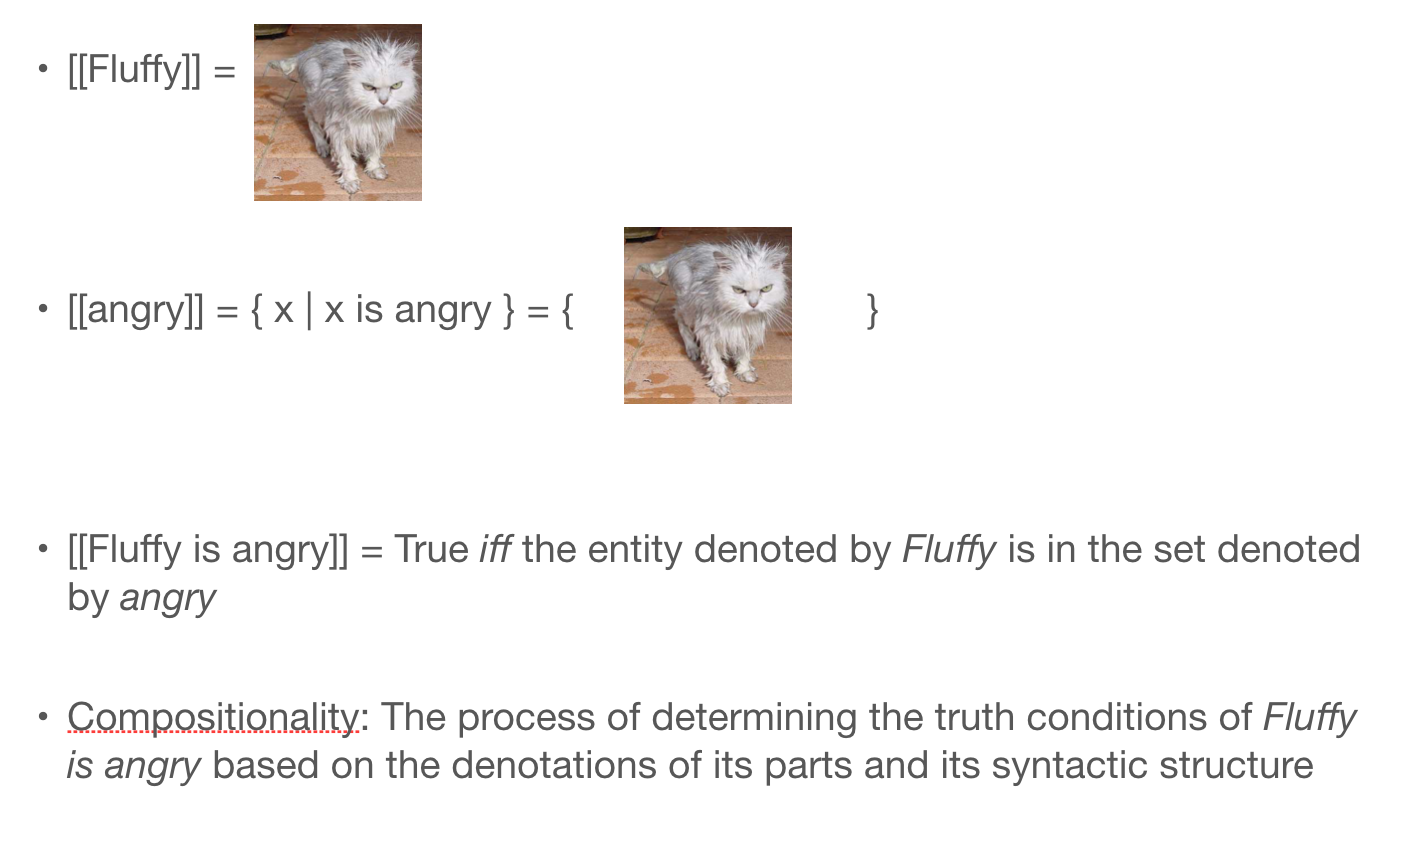 • [[Fluffy]] =
• [[angry]] = { x | x is angry } = { }
• [[Fluffy is angry]] = True iff the entity denoted by Fluffy is in the set denoted
by angry
• Compositionality: The process of determining the truth conditions of Fluffy
is angry based on the denotations of its parts and its syntactic structure